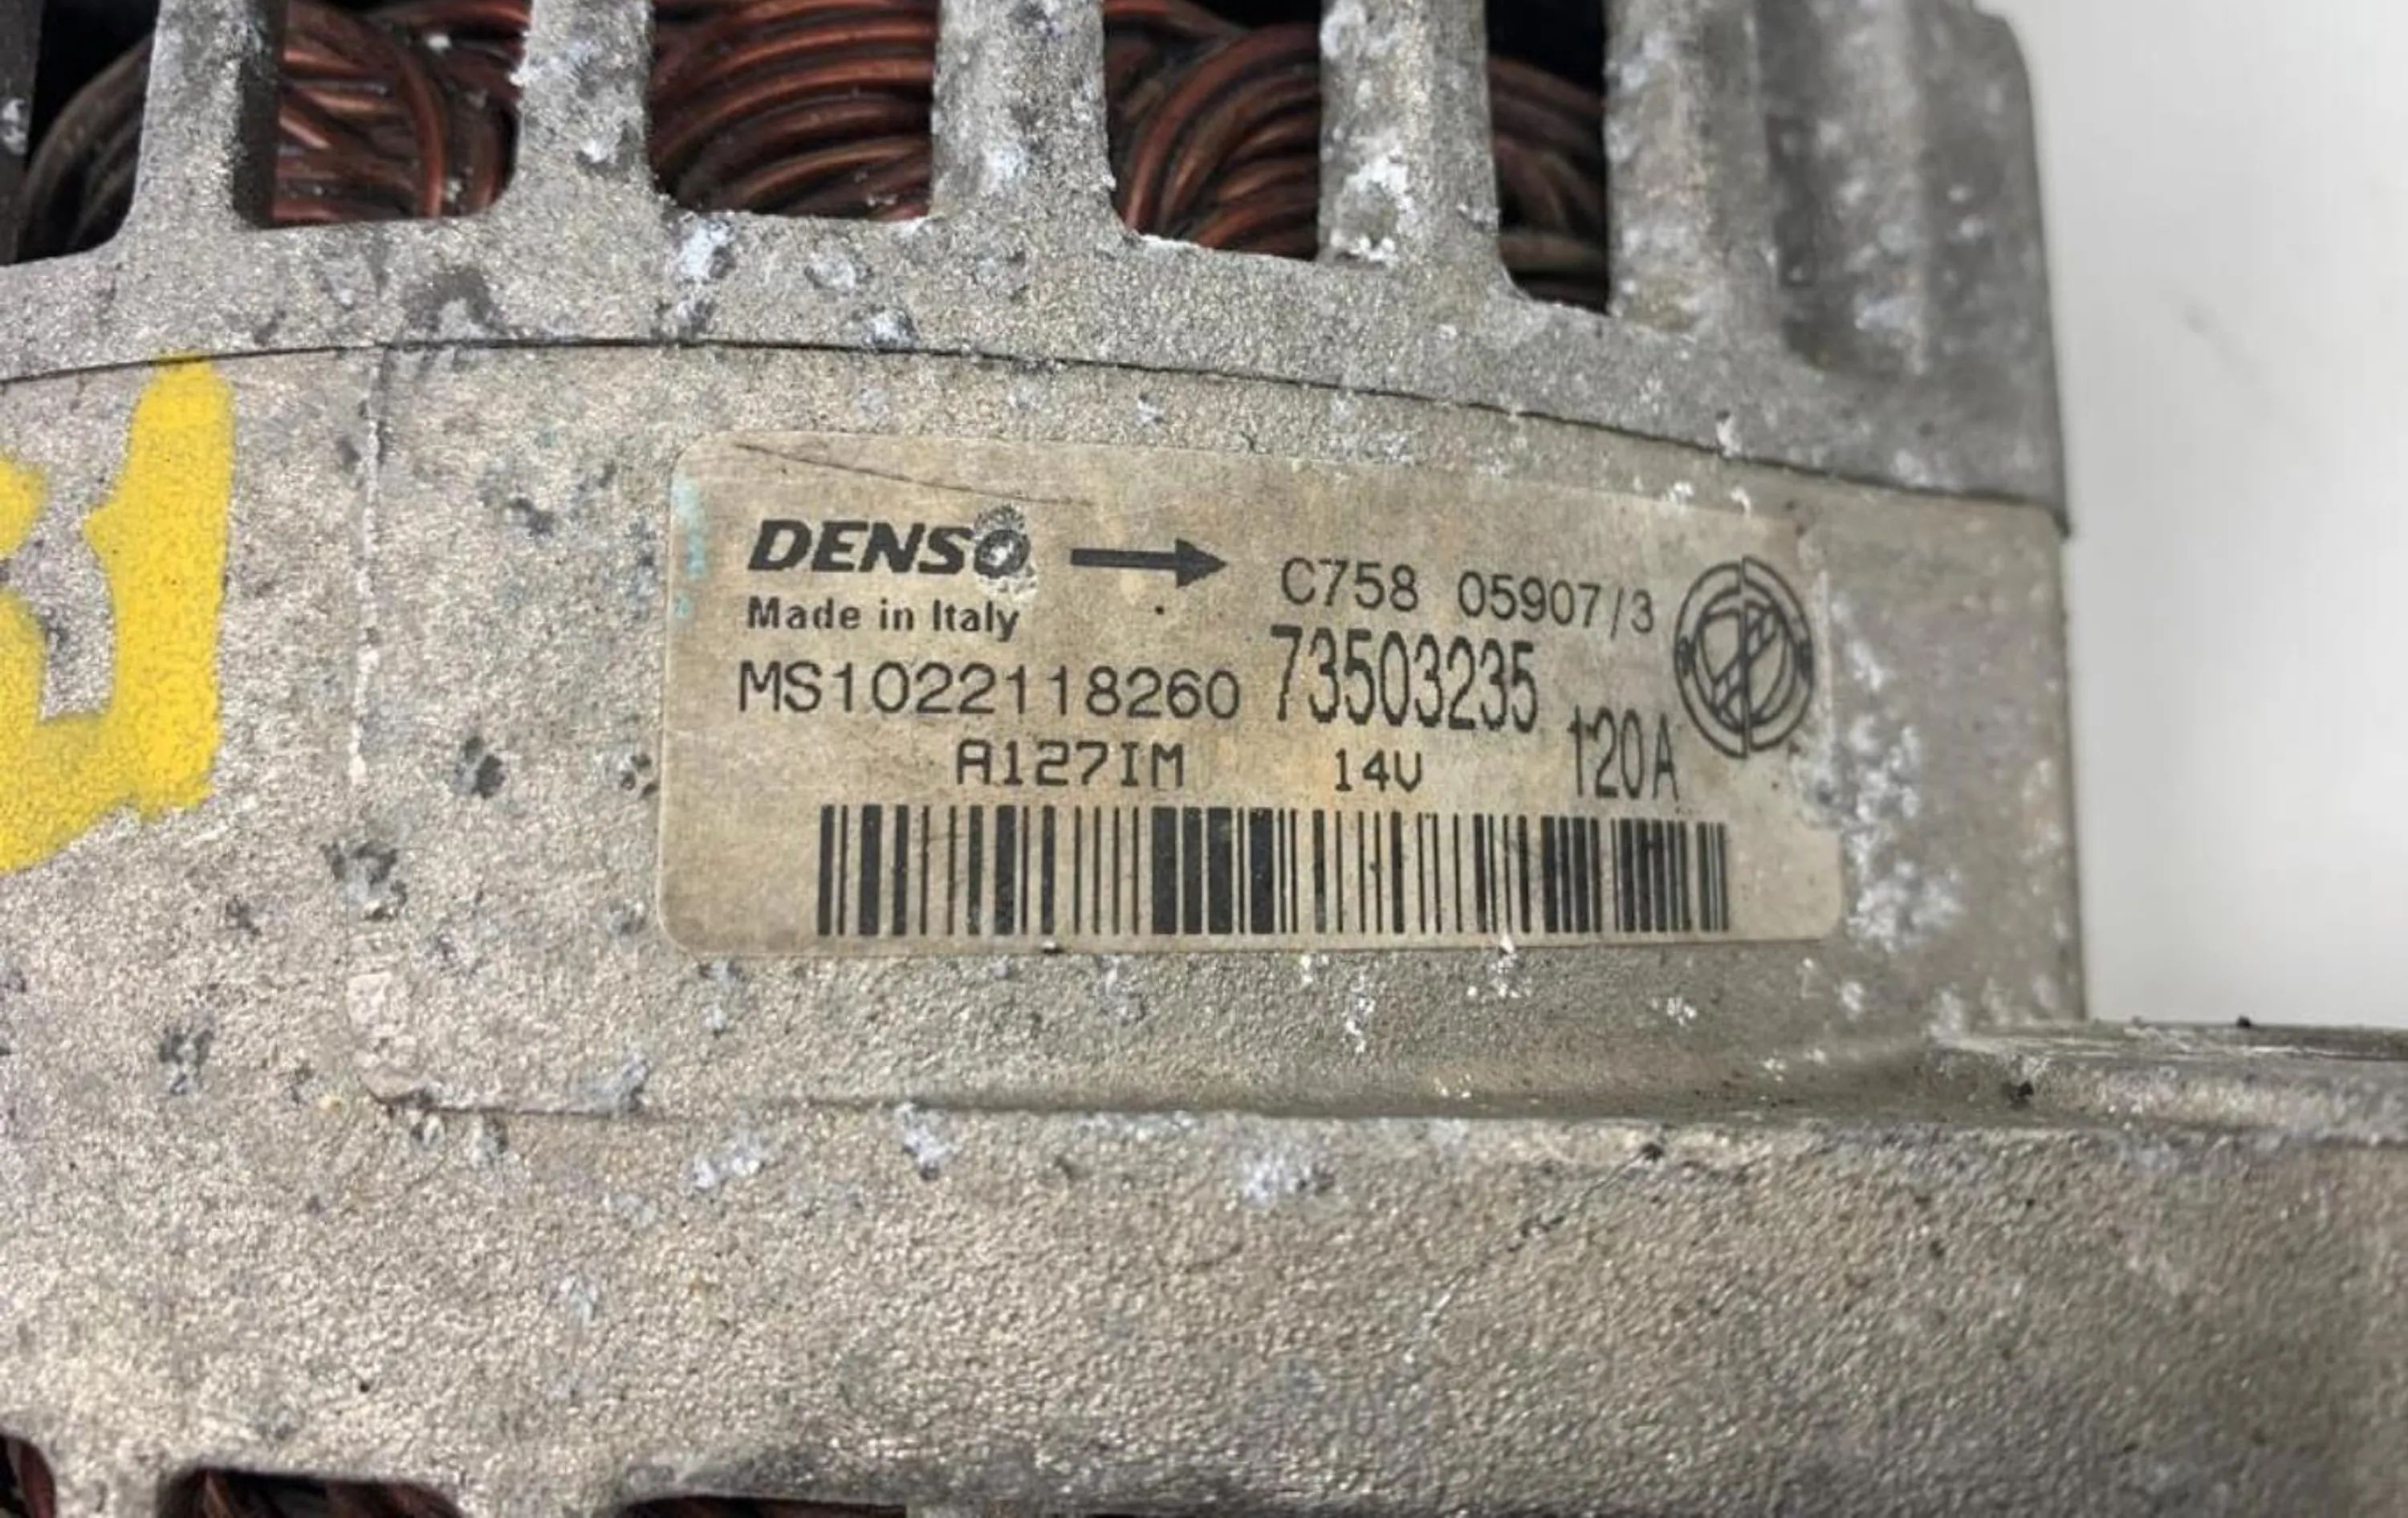 DENSO → C758 05907/3
Made in Italy
MS1022118260 73503235
A127IM 14V 120A